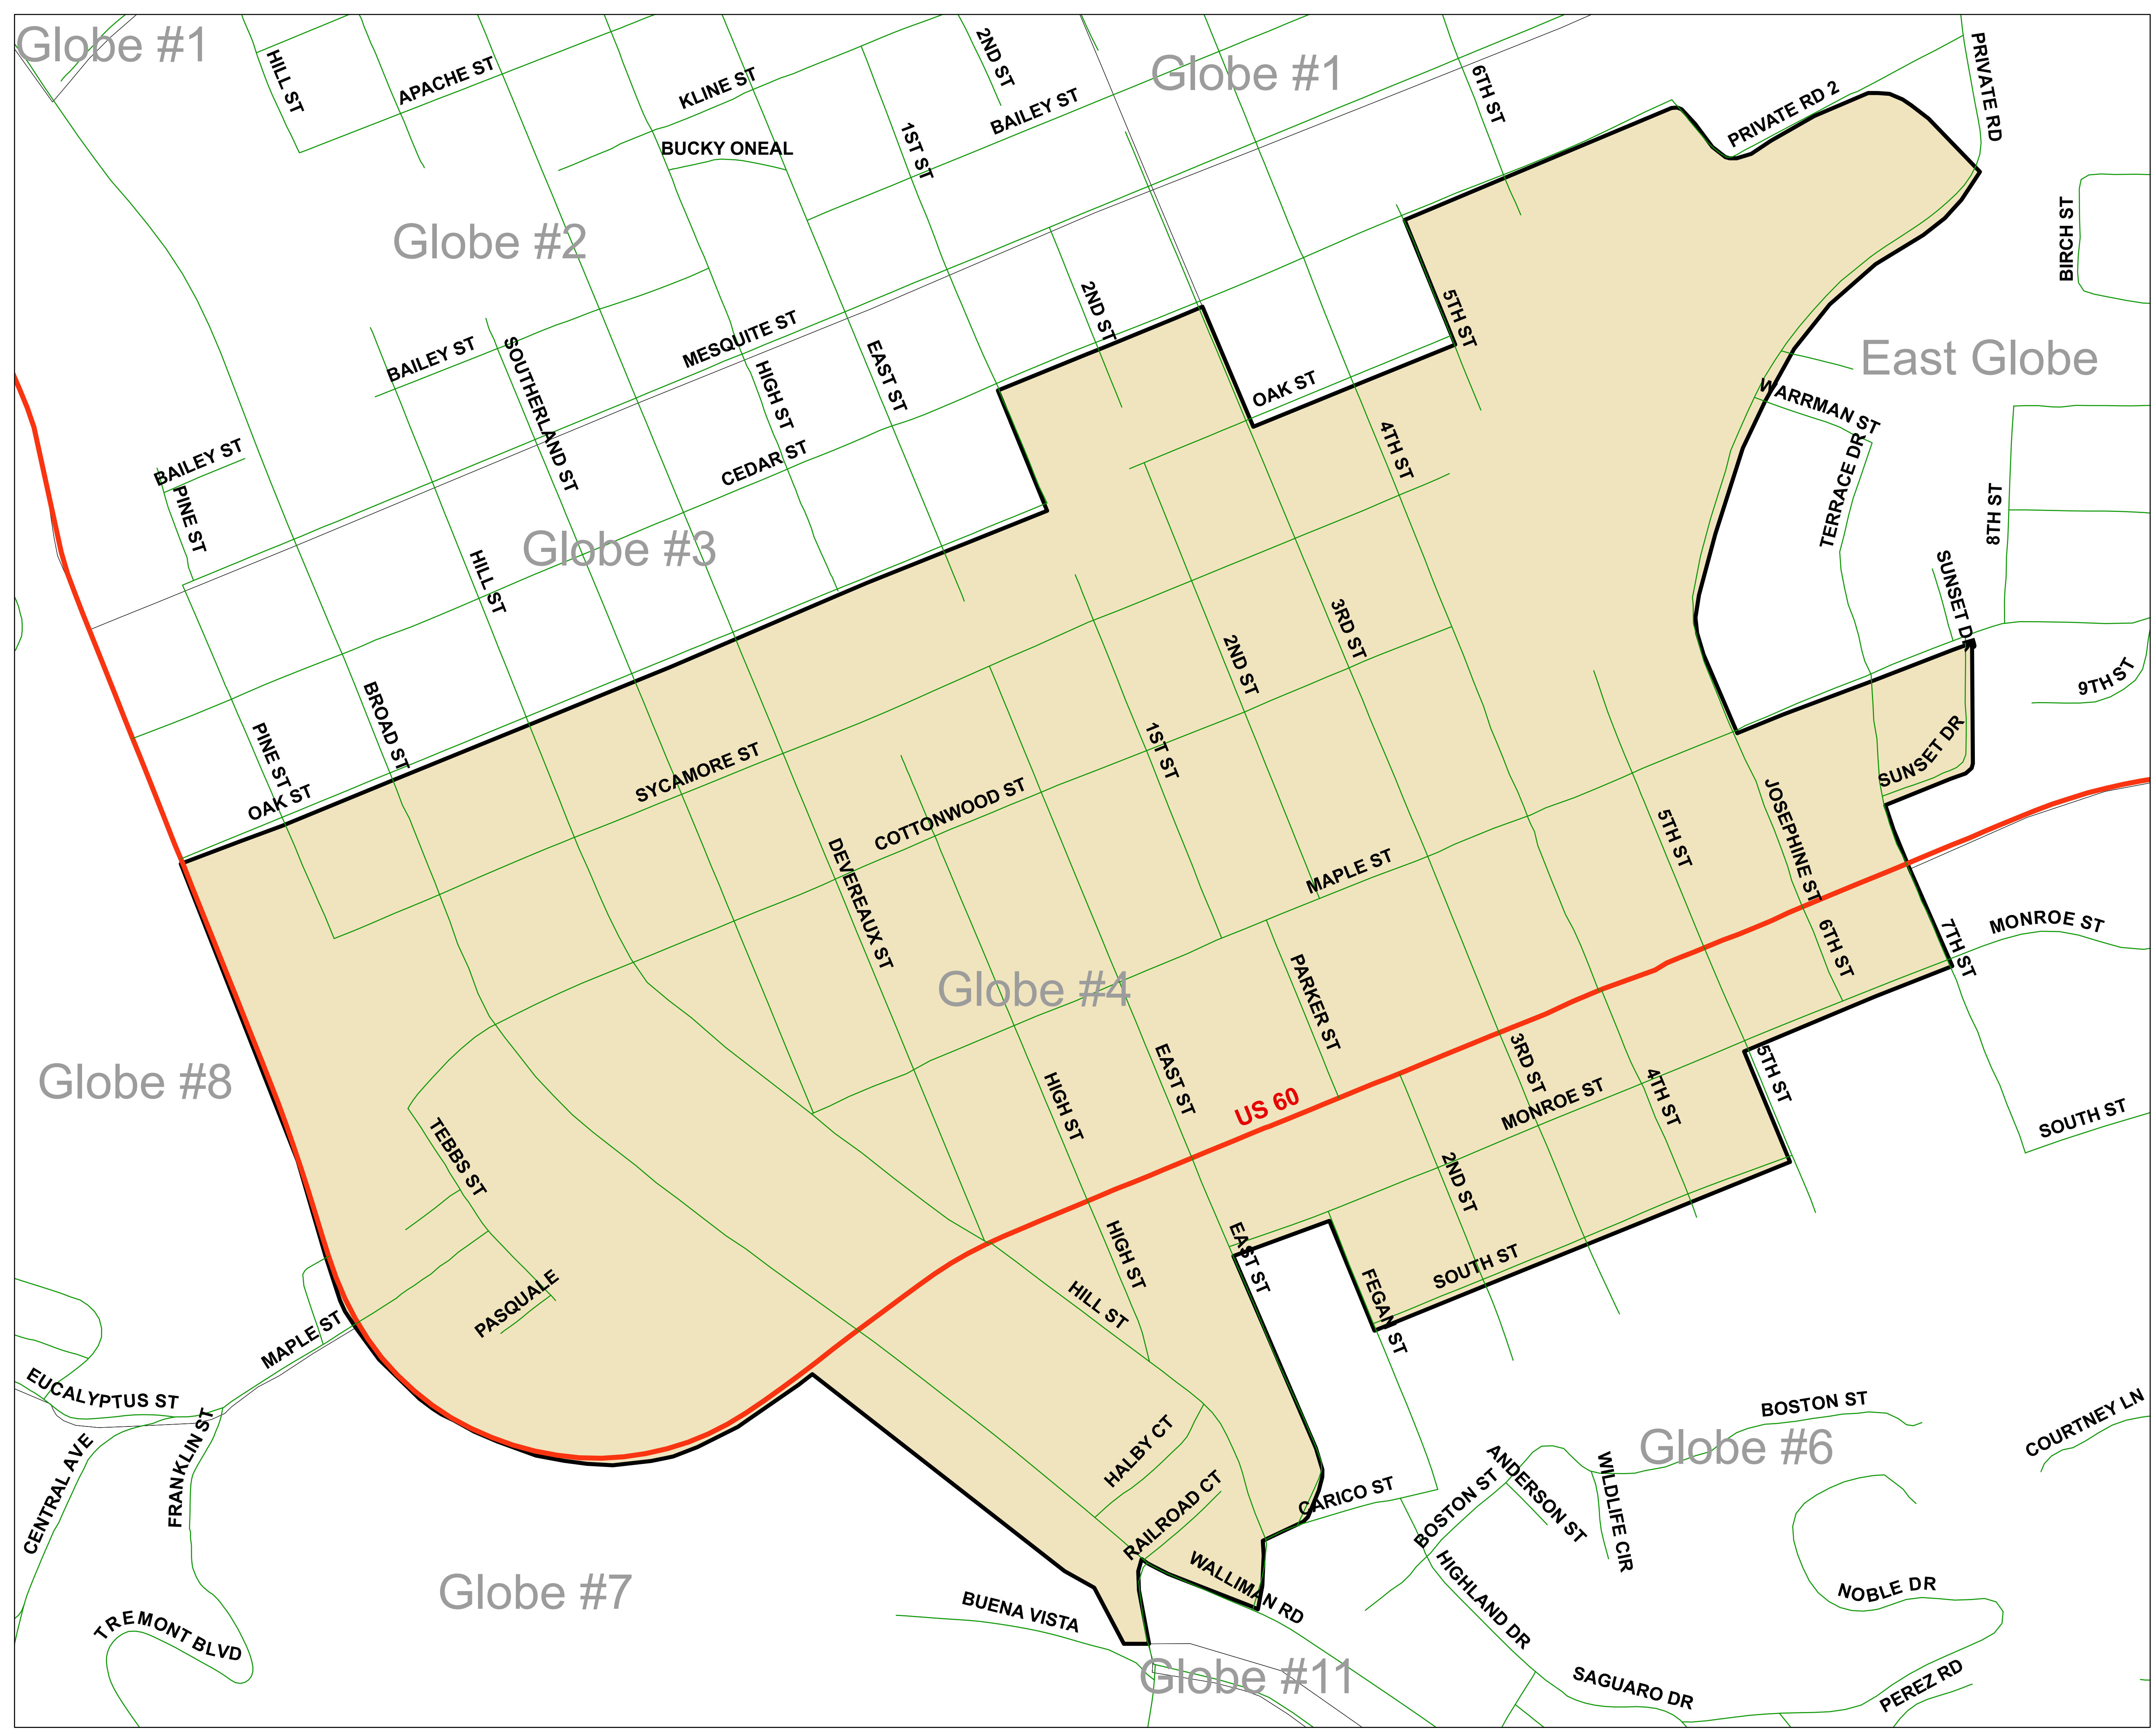 Globe #1
HILL ST
APACHE ST
KLINE ST
2ND ST
BAILEY ST
Globe #1
6TH ST
PRIVATE RD 2
PRIVATE RD
BUCKY ONEAL
1ST ST
BIRCH ST
Globe #2
2ND ST
5TH ST
MESQUITE ST
BAILEY ST
SOUTHERLAND ST
HIGH ST
EAST ST
OAK ST
East Globe
WARRMAN ST
TERRACE DR
4TH ST
BAILEY ST
PINE ST
CEDAR ST
8TH ST
Globe #3
HILL ST
SUNSET DR
3RD ST
2ND ST
9TH ST
BROAD ST
PINE ST
OAK ST
SYCAMORE ST
1ST ST
SUNSET DR
COTTONWOOD ST
DEVEREAUX ST
MAPLE ST
5TH ST
JOSEPHINE ST
6TH ST
7TH ST
MONROE ST
Globe #4
PARKER ST
Globe #8
US 60
HIGH ST
EAST ST
3RD ST
MONROE ST
4TH ST
5TH ST
SOUTH ST
TEBBS ST
2ND ST
HIGH ST
EAST ST
SOUTH ST
FEGAN ST
HILL ST
PASQUALE
MAPLE ST
EUCALYPTUS ST
FRANKLIN ST
CENTRAL AVE
BOSTON ST
COURTNEY LN
Globe #6
HALBY CT
RAILROAD CT
CARICO ST
BOSTON ST
ANDERSON ST
WILDLIFE CIR
WALLIMAN RD
HIGHLAND DR
NOBLE DR
Globe #7
BUENA VISTA
TREMONT BLVD
Globe #11
SAGUARO DR
PEREZ RD